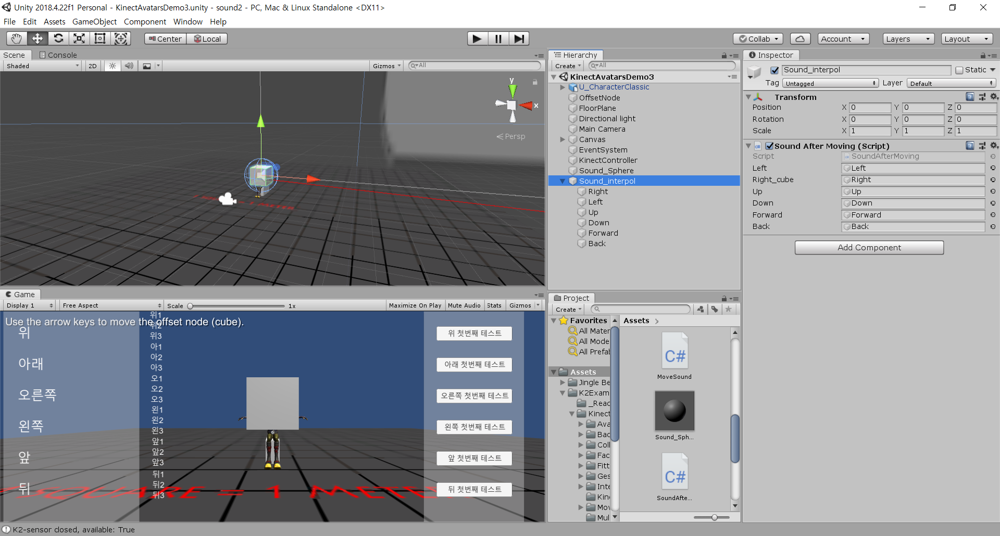 Unity 2018.4.22f1 Personal - KinectAvatarsDemo3.unity - sound2 - PC, Mac & Linux Standalone <DX11>
File Edit Assets GameObject Component Window Help
Center Local
Collab Account Layers Layout
Scene Console
Shaded 2D Gizmos All
y
x
Persp
Hierarchy
Create All
KinectAvatarsDemo3
U_CharacterClassic
OffsetNode
FloorPlane
Directional light
Main Camera
Canvas
EventSystem
KinectController
Sound_Sphere
Sound_interpol
Right
Left
Up
Down
Forward
Back
Inspector
Sound_interpol Static
Tag Untagged Layer Default
Transform
Position X 0 Y 0 Z 0
Rotation X 0 Y 0 Z 0
Scale X 1 Y 1 Z 1
Sound After Moving (Script)
Script SoundAfterMoving
Left Left
Right_cube Right
Up Up
Down Down
Forward Forward
Back Back
Add Component
Game
Display 1 Free Aspect Scale 1x Maximize On Play Mute Audio Stats Gizmos
Use the arrow keys to move the offset node (cube).
위
아래
오른쪽
왼쪽
앞
뒤
위1
위2
위3
아1
아2
아3
오1
오2
오3
왼1
왼2
왼3
앞1
앞2
앞3
뒤1
뒤2
뒤3
위 첫번째 테스트
아래 첫번째 테스트
오른쪽 첫번째 테스트
왼쪽 첫번째 테스트
앞 첫번째 테스트
뒤 첫번째 테스트
SQUARE = 1 METER
Project
Create
Favorites
All Mater
All Mode
All Prefab
Assets
Jingle Be
K2Exam
_Reac
Kinect
Ava
Bac
Coll
Fac
Fitt
Ges
Inte
Kin
Mov
Mul
Assets
C#
MoveSound
Sound_Sph...
C#
SoundAfte...
K2-sensor closed, available: True